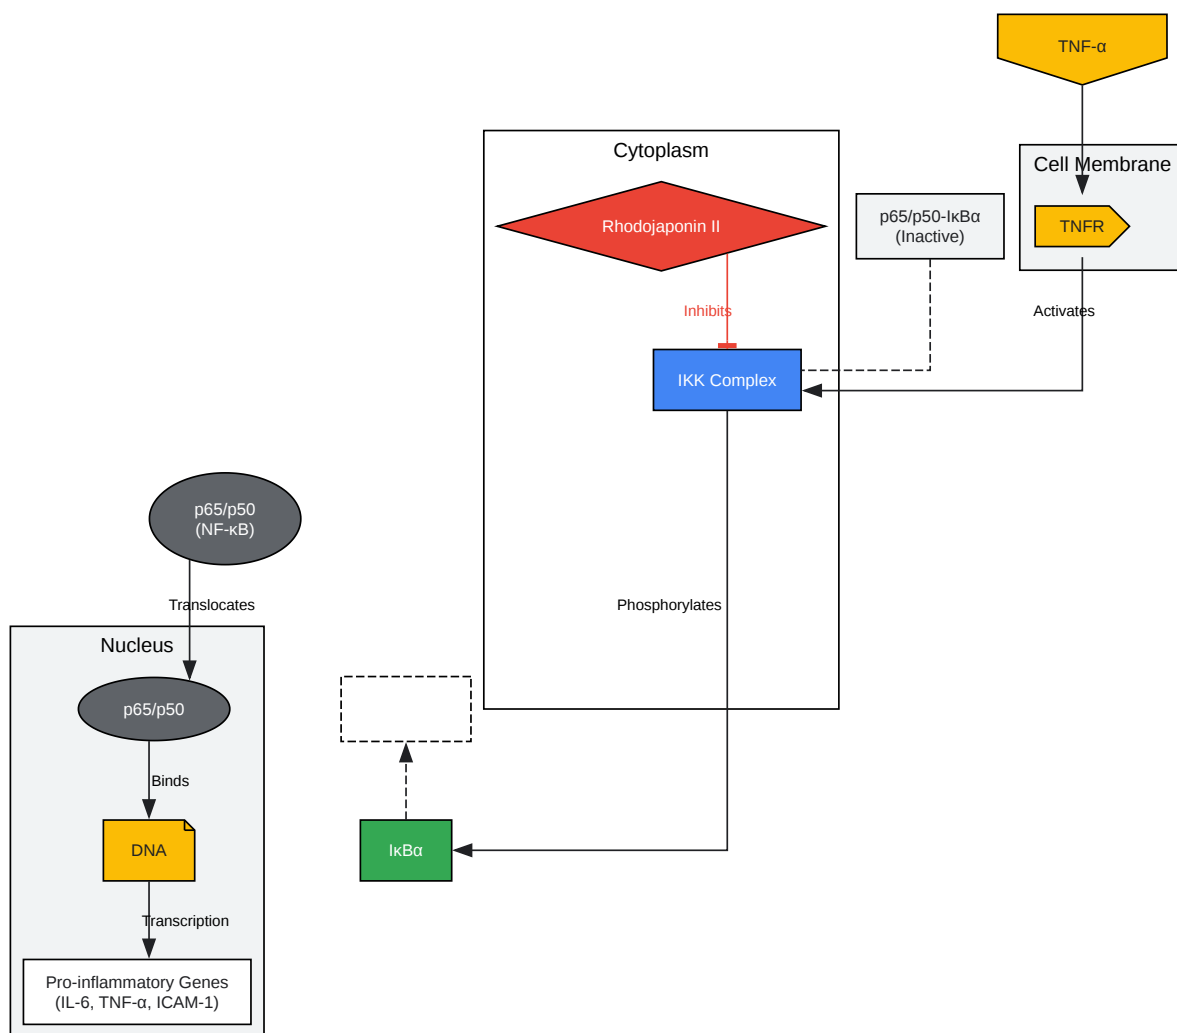 TNF-α
Cell Membrane
TNFR
Activates
Cytoplasm
Rhodojaponin II
Inhibits
p65/p50-IκBα
(Inactive)
IKK Complex
Phosphorylates
p65/p50
(NF-κB)
Translocates
Nucleus
p65/p50
Binds
DNA
Transcription
Pro-inflammatory Genes
(IL-6, TNF-α, ICAM-1)
IκBα